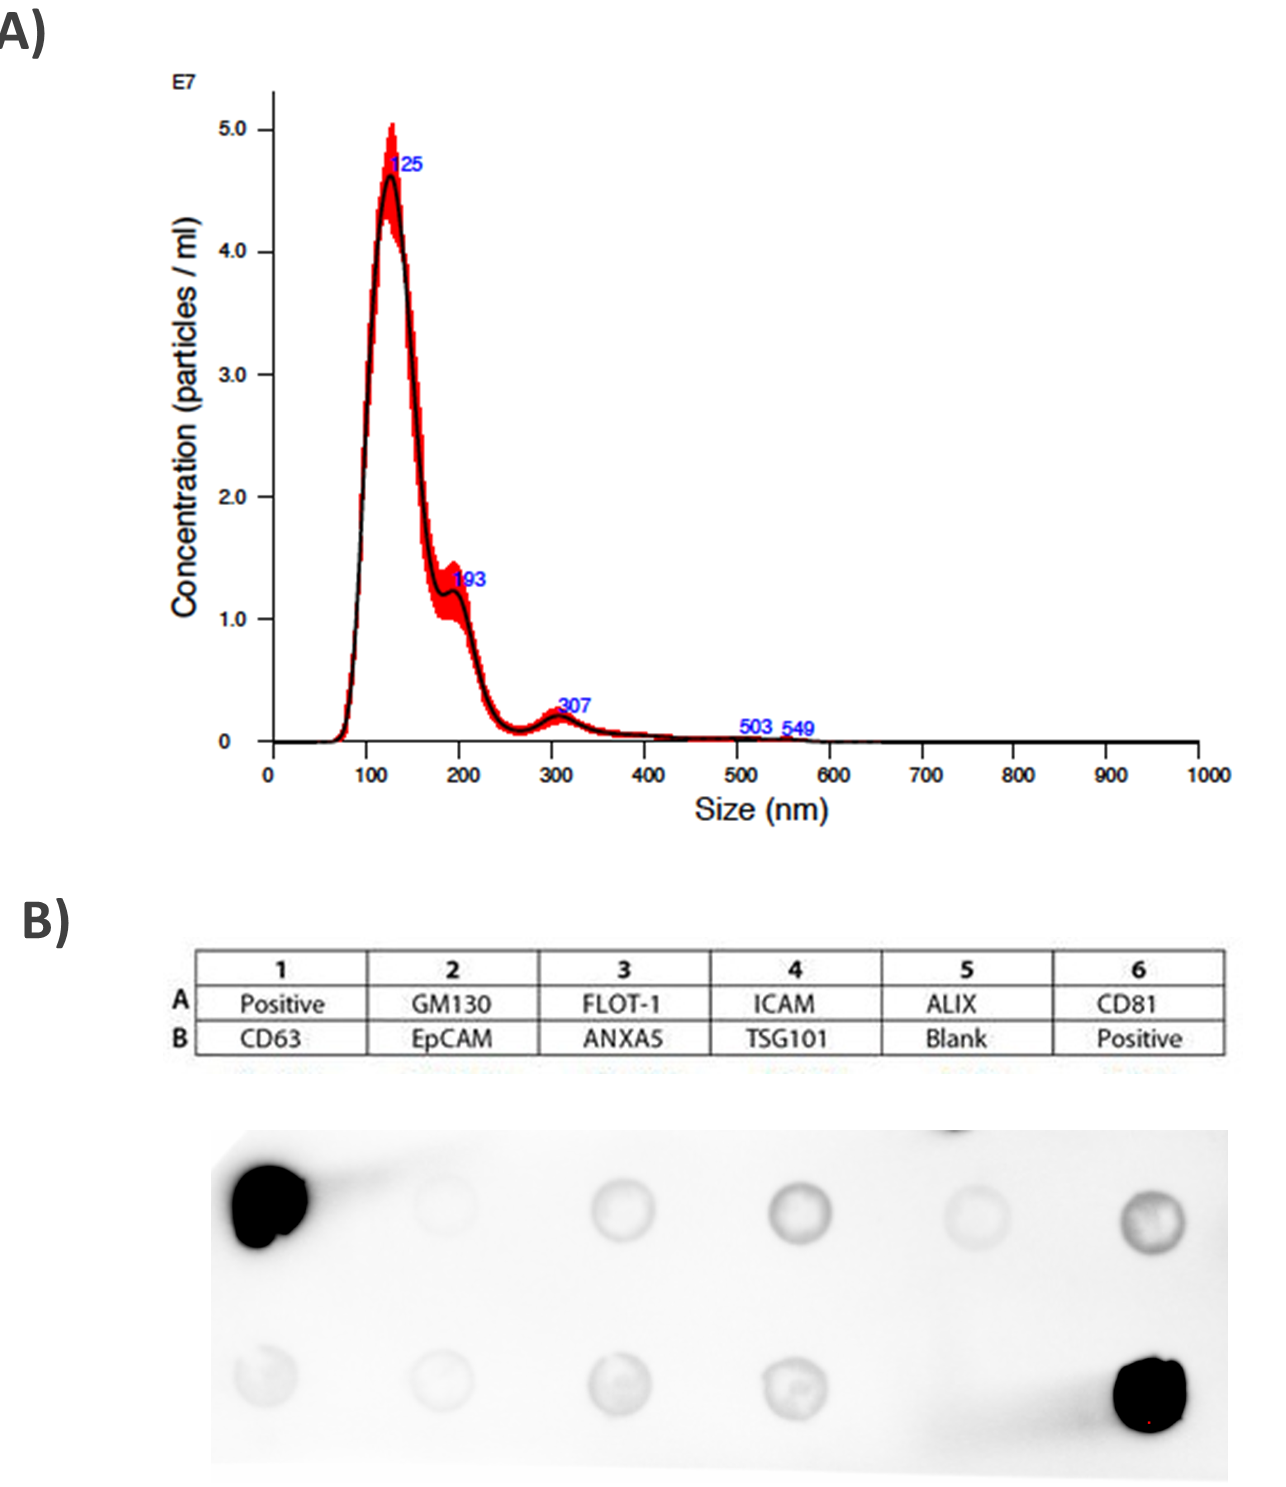 A)
E7
5.0
4.0
3.0
2.0
1.0
0
Concentration (particles / ml)
125
193
307
503
549
0 100 200 300 400 500 600 700 800 900 1000
Size (nm)
B)
1 2 3 4 5 6
A Positive GM130 FLOT-1 ICAM ALIX CD81
B CD63 EpCAM ANXA5 TSG101 Blank Positive